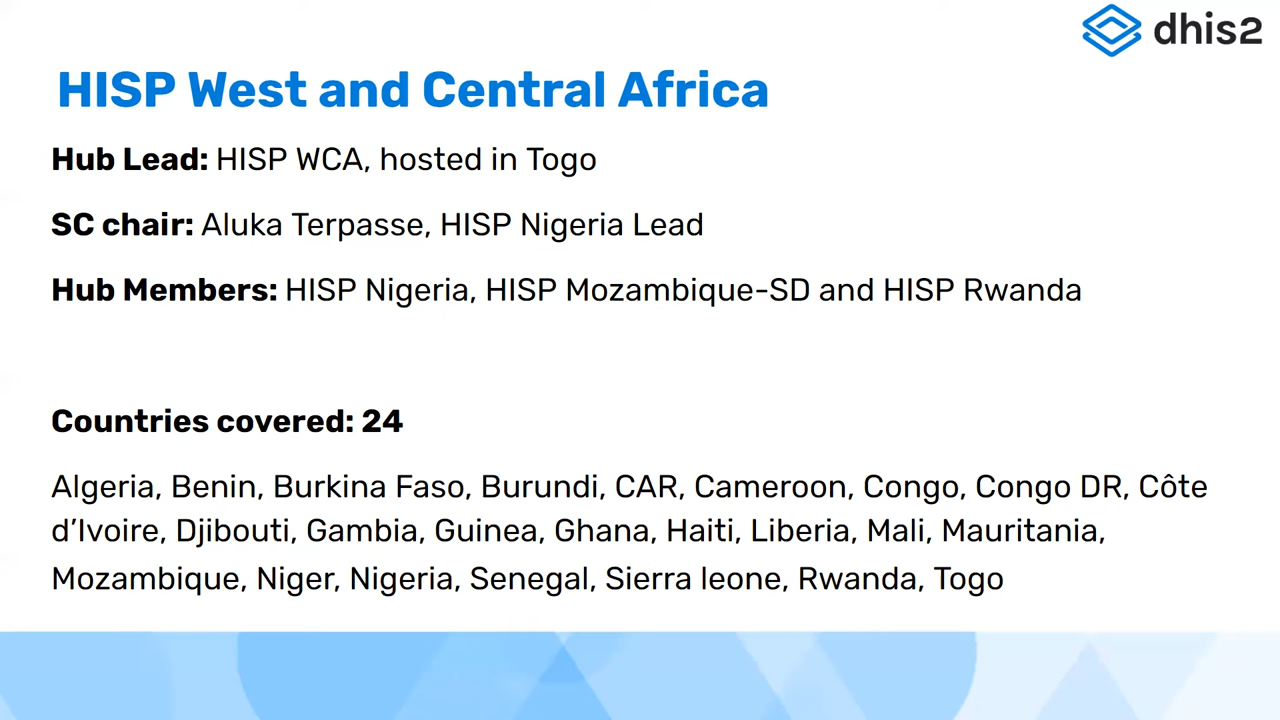 dhis2
HISP West and Central Africa
Hub Lead: HISP WCA, hosted in Togo
SC chair: Aluka Terpasse, HISP Nigeria Lead
Hub Members: HISP Nigeria, HISP Mozambique-SD and HISP Rwanda
Countries covered: 24
Algeria, Benin, Burkina Faso, Burundi, CAR, Cameroon, Congo, Congo DR, Côte
d’Ivoire, Djibouti, Gambia, Guinea, Ghana, Haiti, Liberia, Mali, Mauritania,
Mozambique, Niger, Nigeria, Senegal, Sierra leone, Rwanda, Togo